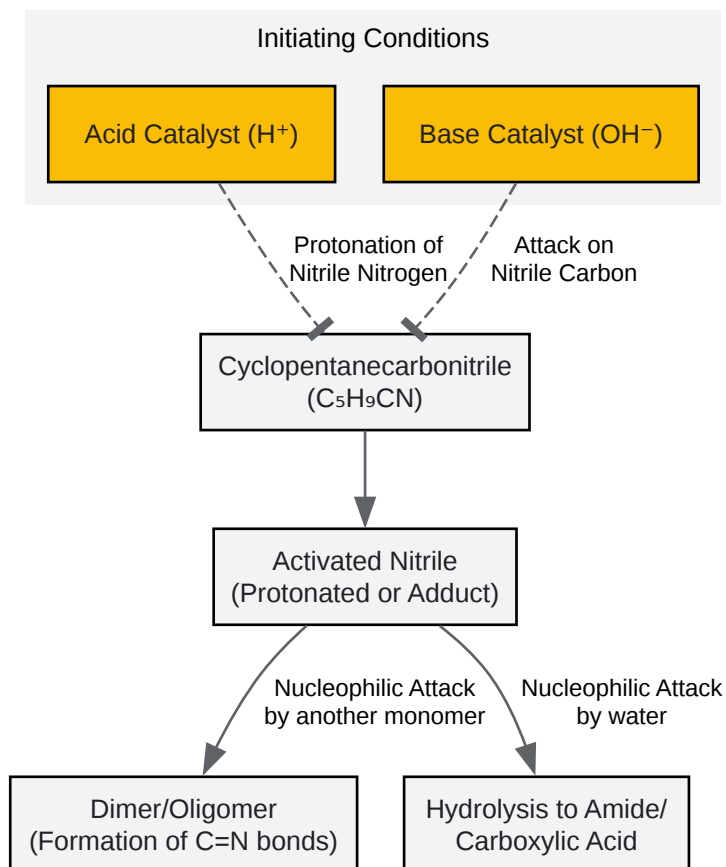 Initiating Conditions
Acid Catalyst (H⁺)
Base Catalyst (OH⁻)
Protonation of
Nitrile Nitrogen
Attack on
Nitrile Carbon
Cyclopentanecarbonitrile
(C₅H₉CN)
Activated Nitrile
(Protonated or Adduct)
Nucleophilic Attack
by another monomer
Nucleophilic Attack
by water
Dimer/Oligomer
(Formation of C=N bonds)
Hydrolysis to Amide/
Carboxylic Acid